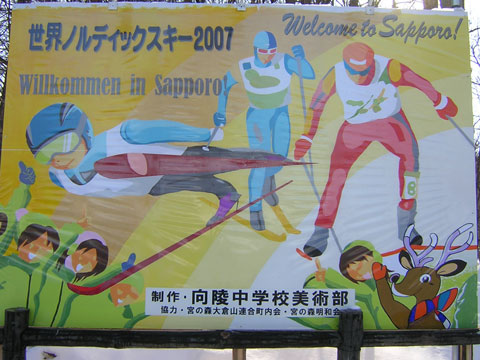 Welcome to Sapporo!
世界ノルディックスキー2007
Willkommen in Sapporo!
8
制作・向陵中学校美術部
協力・宮の森大倉山連合町内会・宮の森明和会